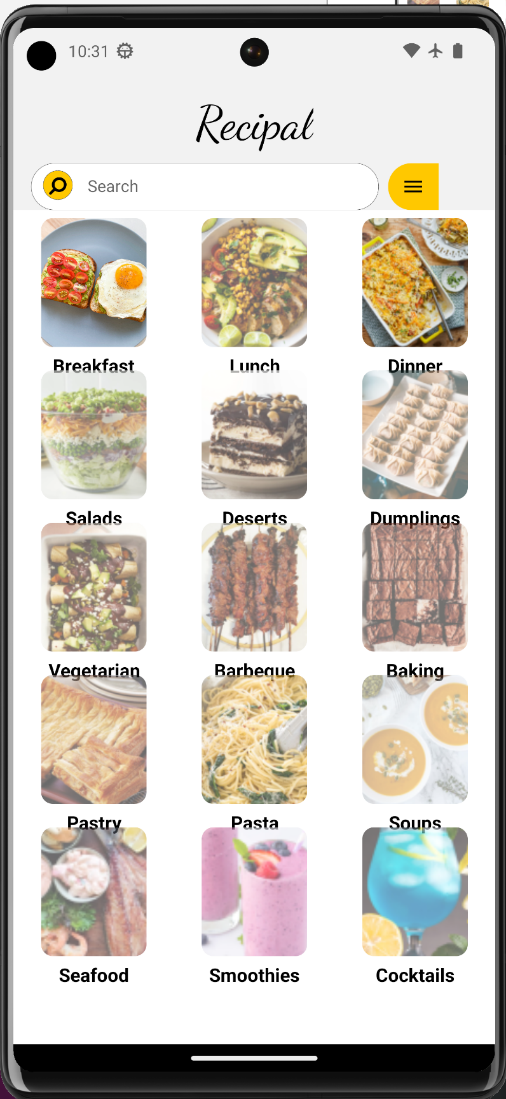 10:31
Recipal
Search
Breakfast Lunch Dinner
Salads Deserts Dumplings
Vegetarian Barbeque Baking
Pastry Pasta Soups
Seafood Smoothies Cocktails